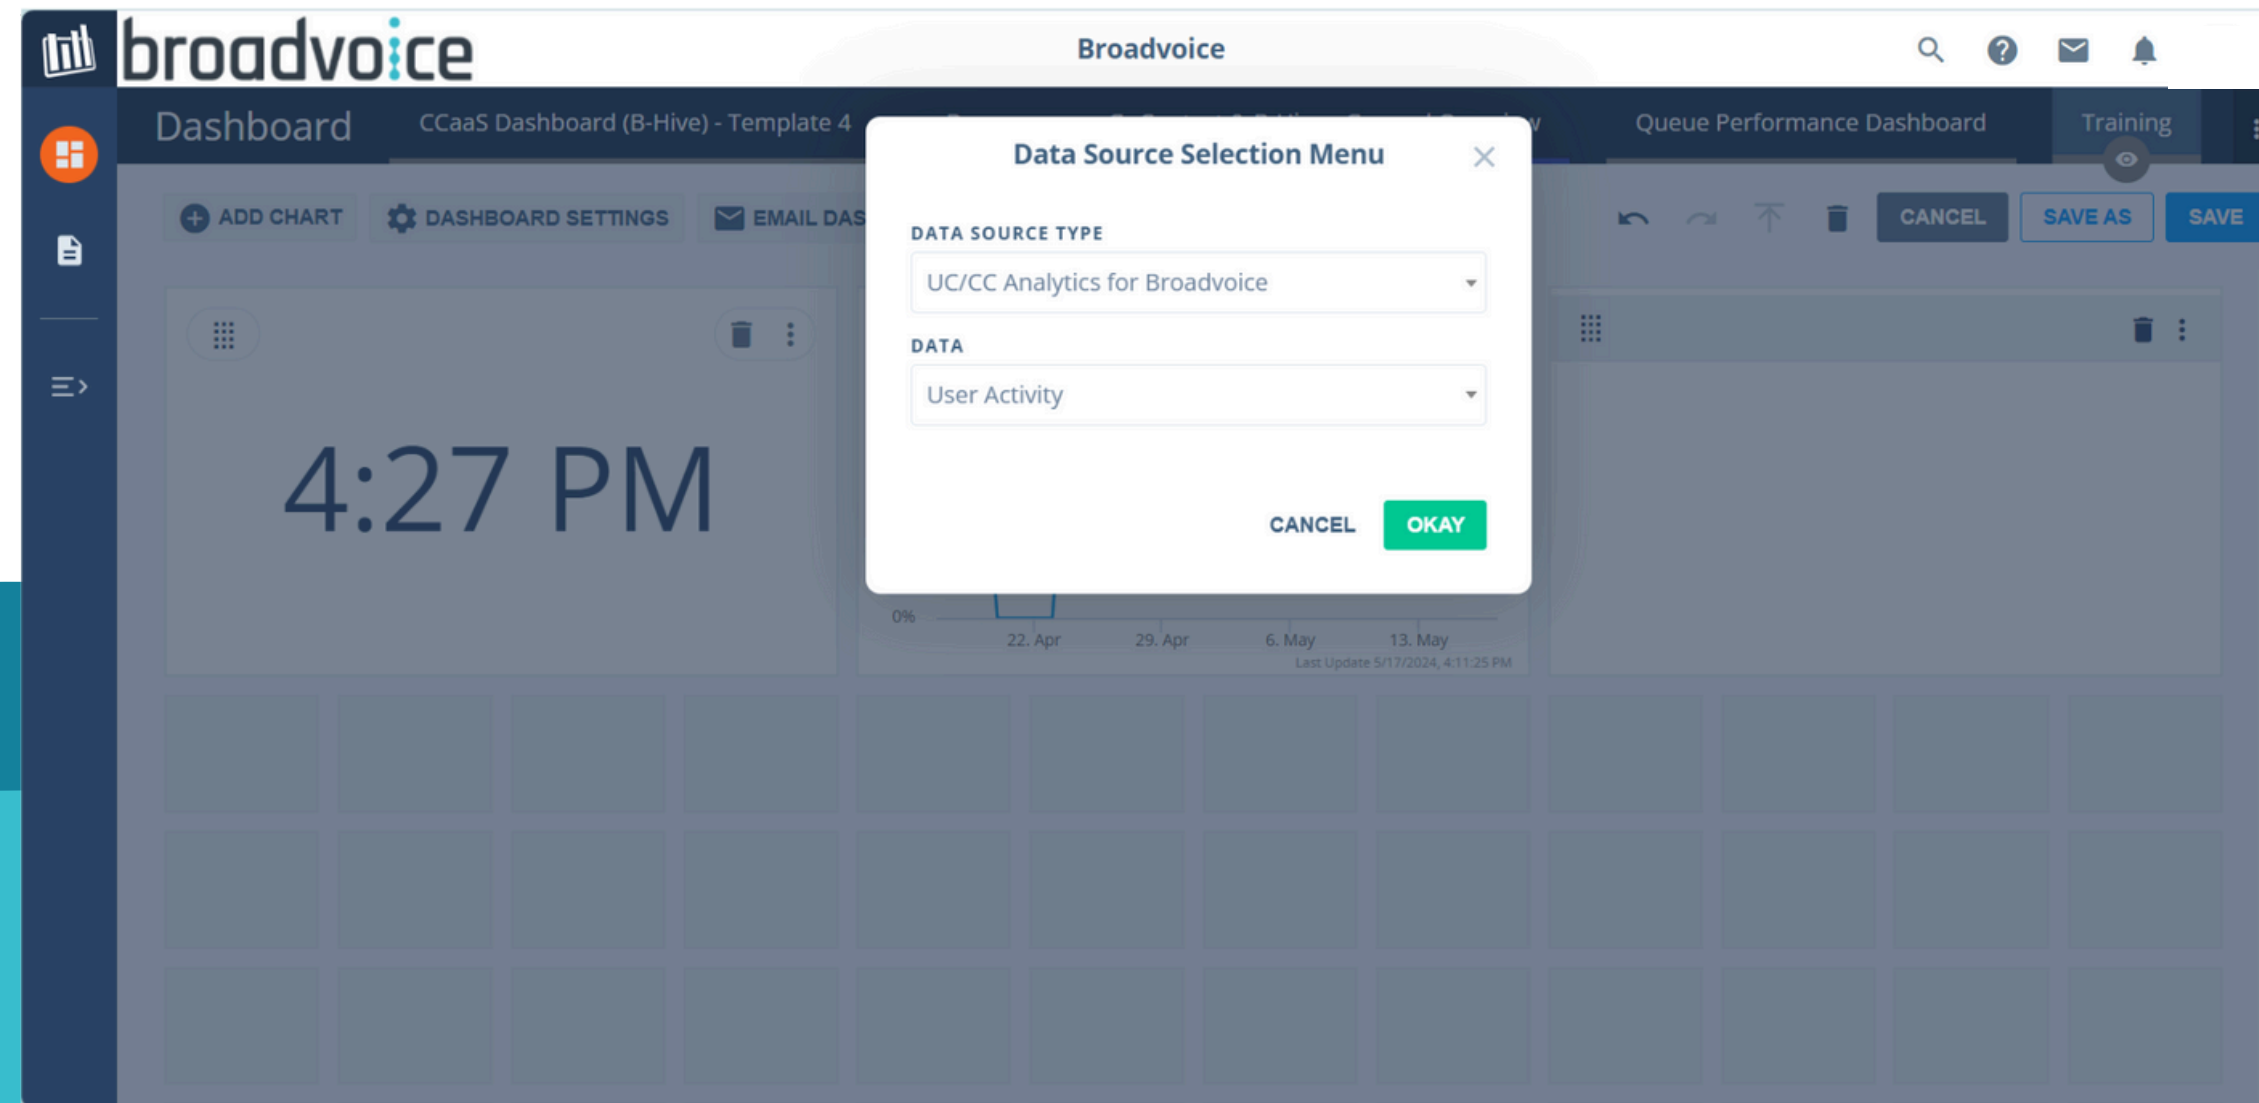 broadvoice
Broadvoice
Dashboard
CCaaS Dashboard (B-Hive) - Template 4
Queue Performance Dashboard
Training
Data Source Selection Menu
ADD CHART
DASHBOARD SETTINGS
EMAIL DAS
CANCEL
SAVE AS
SAVE
DATA SOURCE TYPE
UC/CC Analytics for Broadvoice
DATA
User Activity
4:27 PM
CANCEL
OKAY
0%
22. Apr
29. Apr
6. May
13. May
Last Update 5/17/2024, 4:11:25 PM